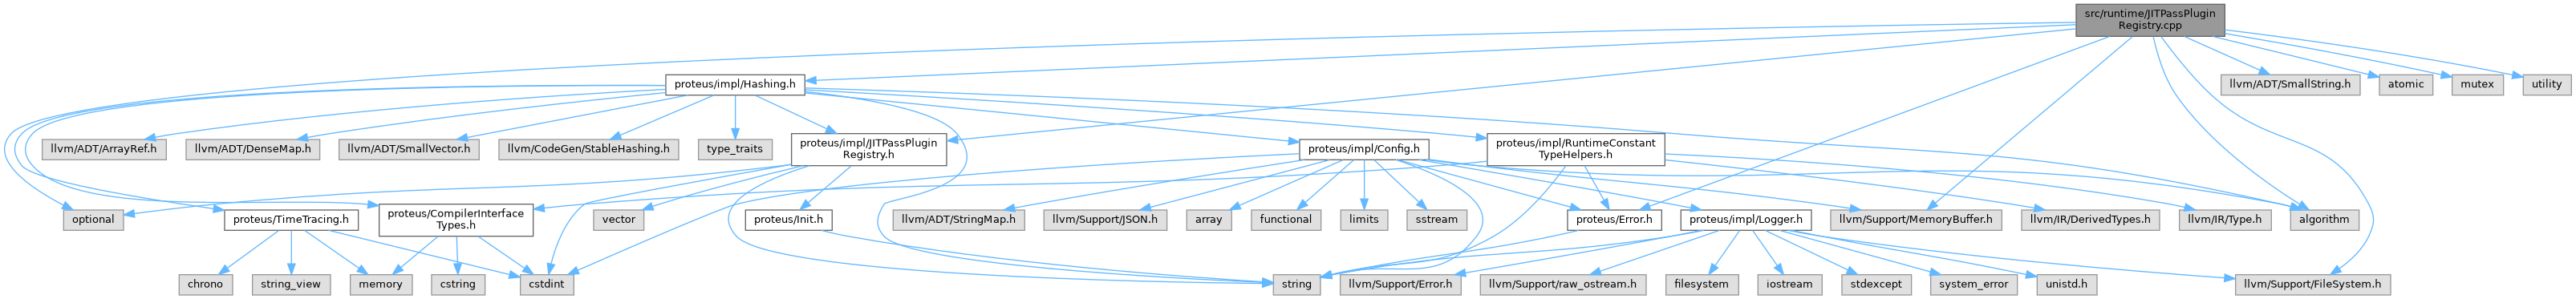 src/runtime/JITPassPlugin
Registry.cpp
proteus/impl/Hashing.h
llvm/ADT/SmallString.h
atomic
mutex
utility
llvm/ADT/ArrayRef.h
llvm/ADT/DenseMap.h
llvm/ADT/SmallVector.h
llvm/CodeGen/StableHashing.h
type_traits
proteus/impl/JITPassPlugin
Registry.h
proteus/impl/Config.h
proteus/impl/RuntimeConstant
TypeHelpers.h
optional
proteus/TimeTracing.h
proteus/CompilerInterface
Types.h
vector
proteus/Init.h
llvm/ADT/StringMap.h
llvm/Support/JSON.h
array
functional
limits
sstream
proteus/Error.h
proteus/impl/Logger.h
llvm/Support/MemoryBuffer.h
llvm/IR/DerivedTypes.h
llvm/IR/Type.h
algorithm
chrono
string_view
memory
cstring
cstdint
string
llvm/Support/Error.h
llvm/Support/raw_ostream.h
filesystem
iostream
stdexcept
system_error
unistd.h
llvm/Support/FileSystem.h